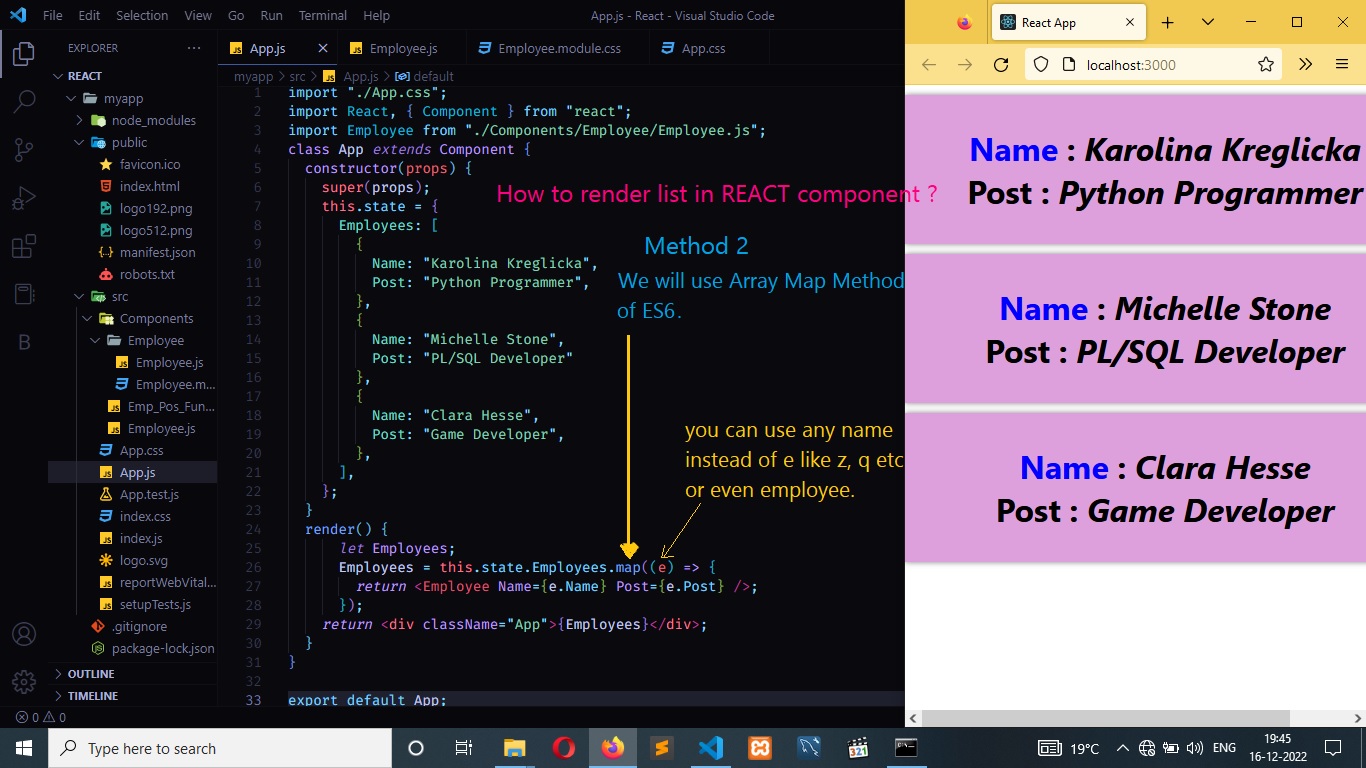 File Edit Selection View Go Run Terminal Help
App.js - React - Visual Studio Code
EXPLORER ...
REACT
myapp
node_modules
public
favicon.ico
index.html
logo192.png
logo512.png
manifest.json
robots.txt
src
Components
Employee
Employee.js
Employee.m...
Emp_Pos_Fun...
Employee.js
App.css
App.js
App.test.js
index.css
index.js
logo.svg
reportWebVital...
setupTests.js
.gitignore
package-lock.json
OUTLINE
TIMELINE
0 0
App.js Employee.js Employee.module.css App.css
myapp > src > App.js > default
1 import "./App.css";
2 import React, { Component } from "react";
3 import Employee from "./Components/Employee/Employee.js";
4 class App extends Component {
5 constructor(props) {
6 super(props);
7 this.state = {
8 Employees: [
9 {
10 Name: "Karolina Kreglicka",
11 Post: "Python Programmer",
12 },
13 {
14 Name: "Michelle Stone",
15 Post: "PL/SQL Developer"
16 },
17 {
18 Name: "Clara Hesse",
19 Post: "Game Developer",
20 },
21 ],
22 };
23 }
24 render() {
25 let Employees;
26 Employees = this.state.Employees.map((e) => {
27 return <Employee Name={e.Name} Post={e.Post} />;
28 });
29 return <div className="App">{Employees}</div>;
30 }
31 }
32
33 export default App;
How to render list in REACT component ?
Method 2
We will use Array Map Method
of ES6.
you can use any name
instead of e like z, q etc
or even employee.
React App
localhost:3000
Name : Karolina Kreglicka
Post : Python Programmer
Name : Michelle Stone
Post : PL/SQL Developer
Name : Clara Hesse
Post : Game Developer
Type here to search
321
19°C
ENG
19:45
16-12-2022